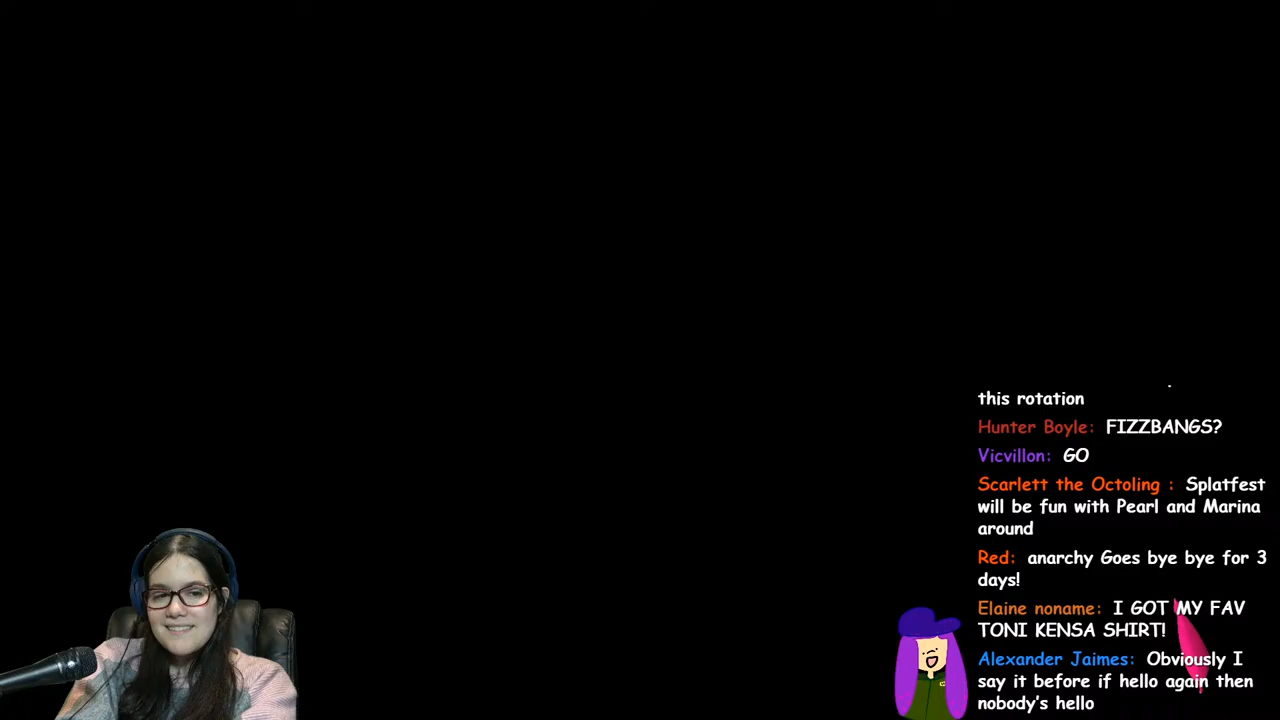 this rotation
Hunter Boyle: FIZZBANGS?
Vicvillon: GO
Scarlett the Octoling : Splatfest
will be fun with Pearl and Marina
around
Red: anarchy Goes bye bye for 3
days!
Elaine noname: I GOT MY FAV
TONI KENSA SHIRT!
Alexander Jaimes: Obviously I
say it before if hello again then
nobody's hello